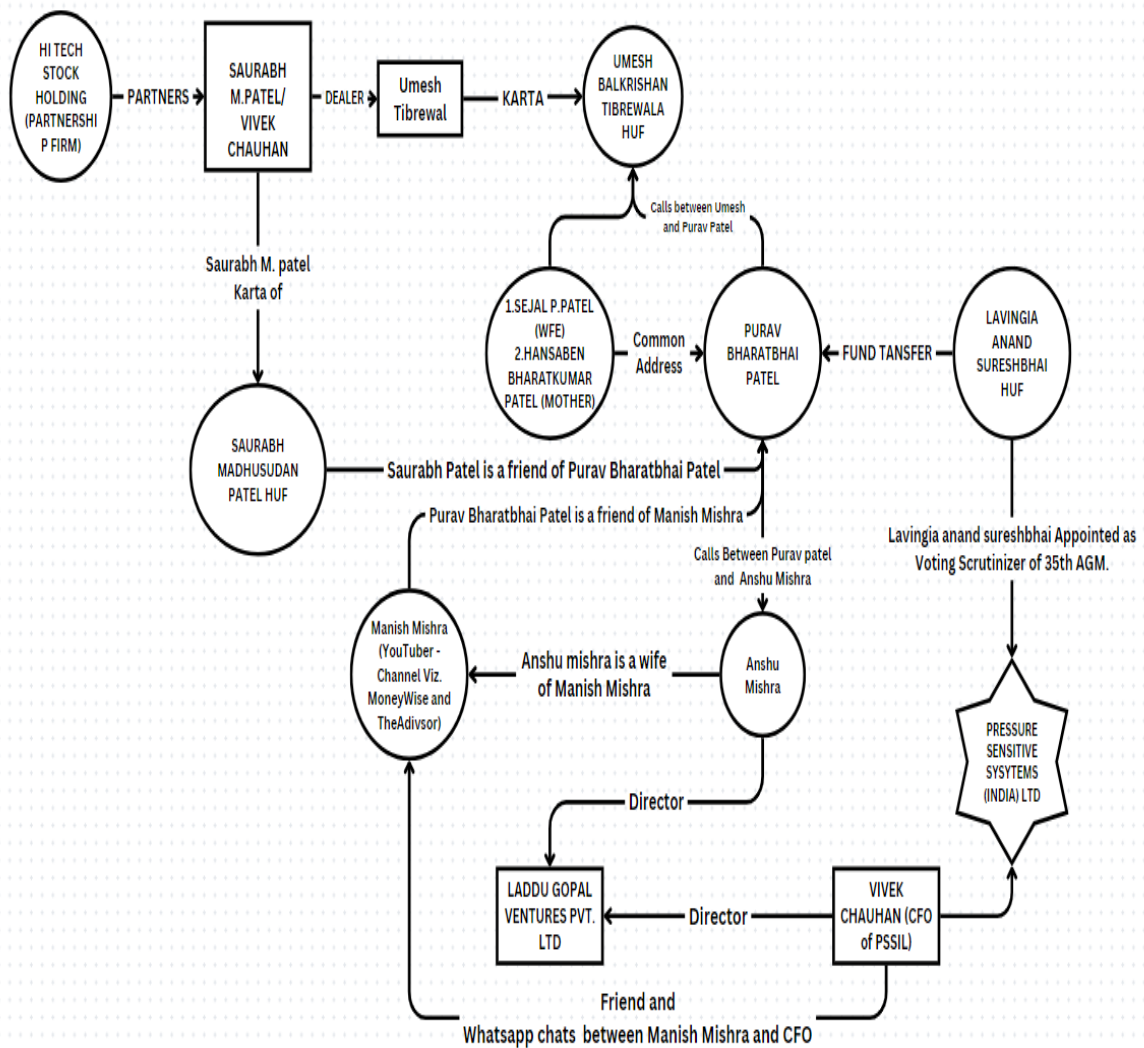 HI TECH
STOCK
HOLDING
(PARTNERSHI
P FIRM)
PARTNERS
SAURABH
M.PATEL/
VIVEK
CHAUHAN
DEALER
Umesh
Tibrewal
KARTA
UMESH
BALKRISHAN
TIBREWALA
HUF
Calls between Umesh
and Purav Patel
Saurabh M. patel
Karta of
1.SEJAL P.PATEL
(WFE)
2.HANSABEN
BHARATKUMAR
PATEL (MOTHER)
Common
Address
PURAV
BHARATBHAI
PATEL
FUND TANSFER
LAVINGIA
ANAND
SURESHBHAI
HUF
SAURABH
MADHUSUDAN
PATEL HUF
Saurabh Patel is a friend of Purav Bharatbhai Patel
Purav Bharatbhai Patel is a friend of Manish Mishra
Calls Between Purav patel
and Anshu Mishra
Lavingia anand sureshbhai Appointed as
Voting Scrutinizer of 35th AGM.
Manish Mishra
(YouTuber -
Channel Viz.
MoneyWise and
TheAdivsor)
Anshu mishra is a wife
of Manish Mishra
Anshu
Mishra
PRESSURE
SENSITIVE
SYSYTEMS
(INDIA) LTD
Director
LADDU GOPAL
VENTURES PVT.
LTD
Director
VIVEK
CHAUHAN (CFO
of PSSIL)
Friend and
Whatsapp chats between Manish Mishra and CFO